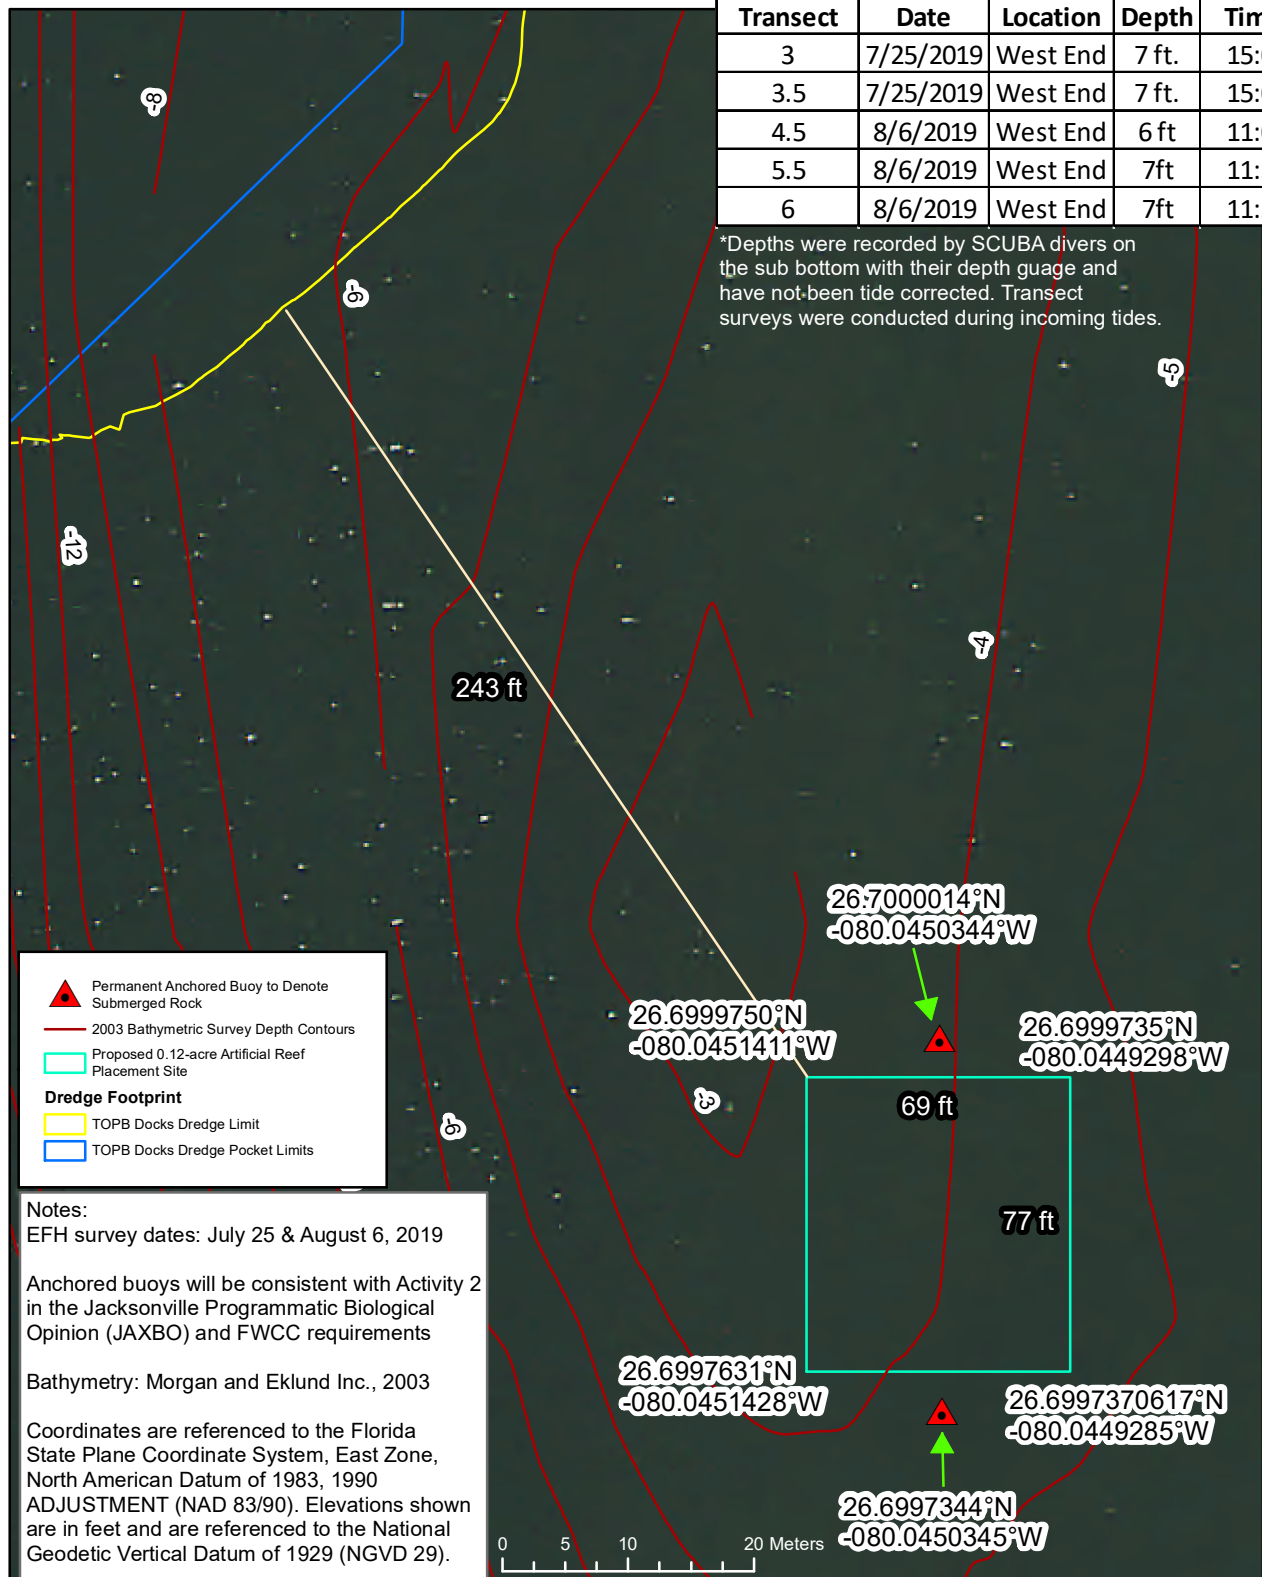 Transect Date Location Depth
3 7/25/2019 West End 7 ft.
3.5 7/25/2019 West End 7 ft.
4.5 8/6/2019 West End 6 ft
5.5 8/6/2019 West End 7ft
6 8/6/2019 West End 7ft
*Depths were recorded by SCUBA divers on
the sub bottom with their depth guage and
have not been tide corrected. Transect
surveys were conducted during incoming tides.
-8
-6
-5
-12
-4
243 ft
26.7000014°N
-080.0450344°W
26.6999750°N
-080.0451411°W
26.6999735°N
-080.0449298°W
-3
69 ft
-6
77 ft
26.6997631°N
-080.0451428°W
26.6997370617°N
-080.0449285°W
26.6997344°N
-080.0450345°W
Permanent Anchored Buoy to Denote
Submerged Rock
2003 Bathymetric Survey Depth Contours
Proposed 0.12-acre Artificial Reef
Placement Site
Dredge Footprint
TOPB Docks Dredge Limit
TOPB Docks Dredge Pocket Limits
Notes:
EFH survey dates: July 25 & August 6, 2019
Anchored buoys will be consistent with Activity 2
in the Jacksonville Programmatic Biological
Opinion (JAXBO) and FWCC requirements
Bathymetry: Morgan and Eklund Inc., 2003
Coordinates are referenced to the Florida
State Plane Coordinate System, East Zone,
North American Datum of 1983, 1990
ADJUSTMENT (NAD 83/90). Elevations shown
are in feet and are referenced to the National
Geodetic Vertical Datum of 1929 (NGVD 29).
0 5 10 20 Meters